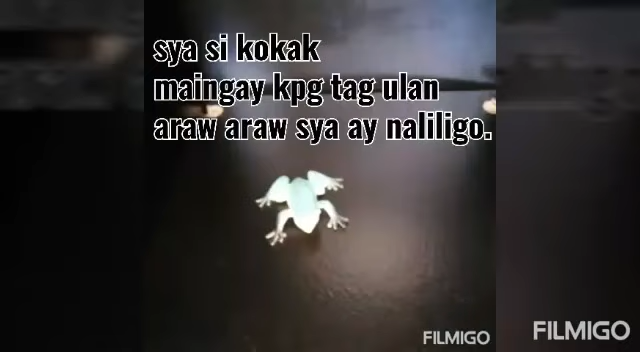 sya si kokak
maingay kpg tag ulan
araw araw sya ay naliligo.
FILMIGO
FILMIGO